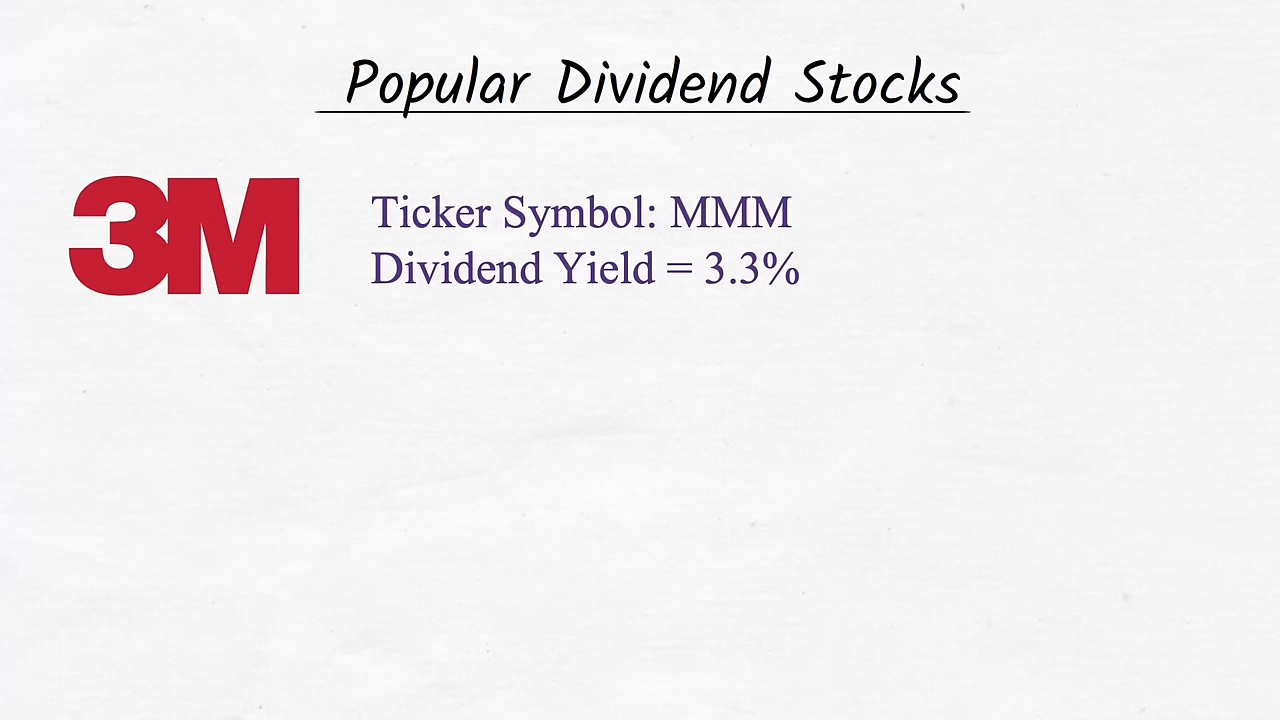 Popular Dividend Stocks
3M
Ticker Symbol: MMM
Dividend Yield = 3.3%